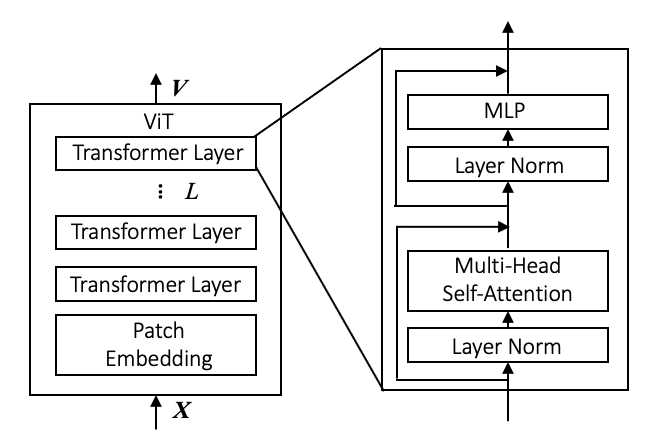 V
ViT
Transformer Layer
⋮ L
Transformer Layer
Transformer Layer
Patch
Embedding
X
MLP
Layer Norm
Multi-Head
Self-Attention
Layer Norm